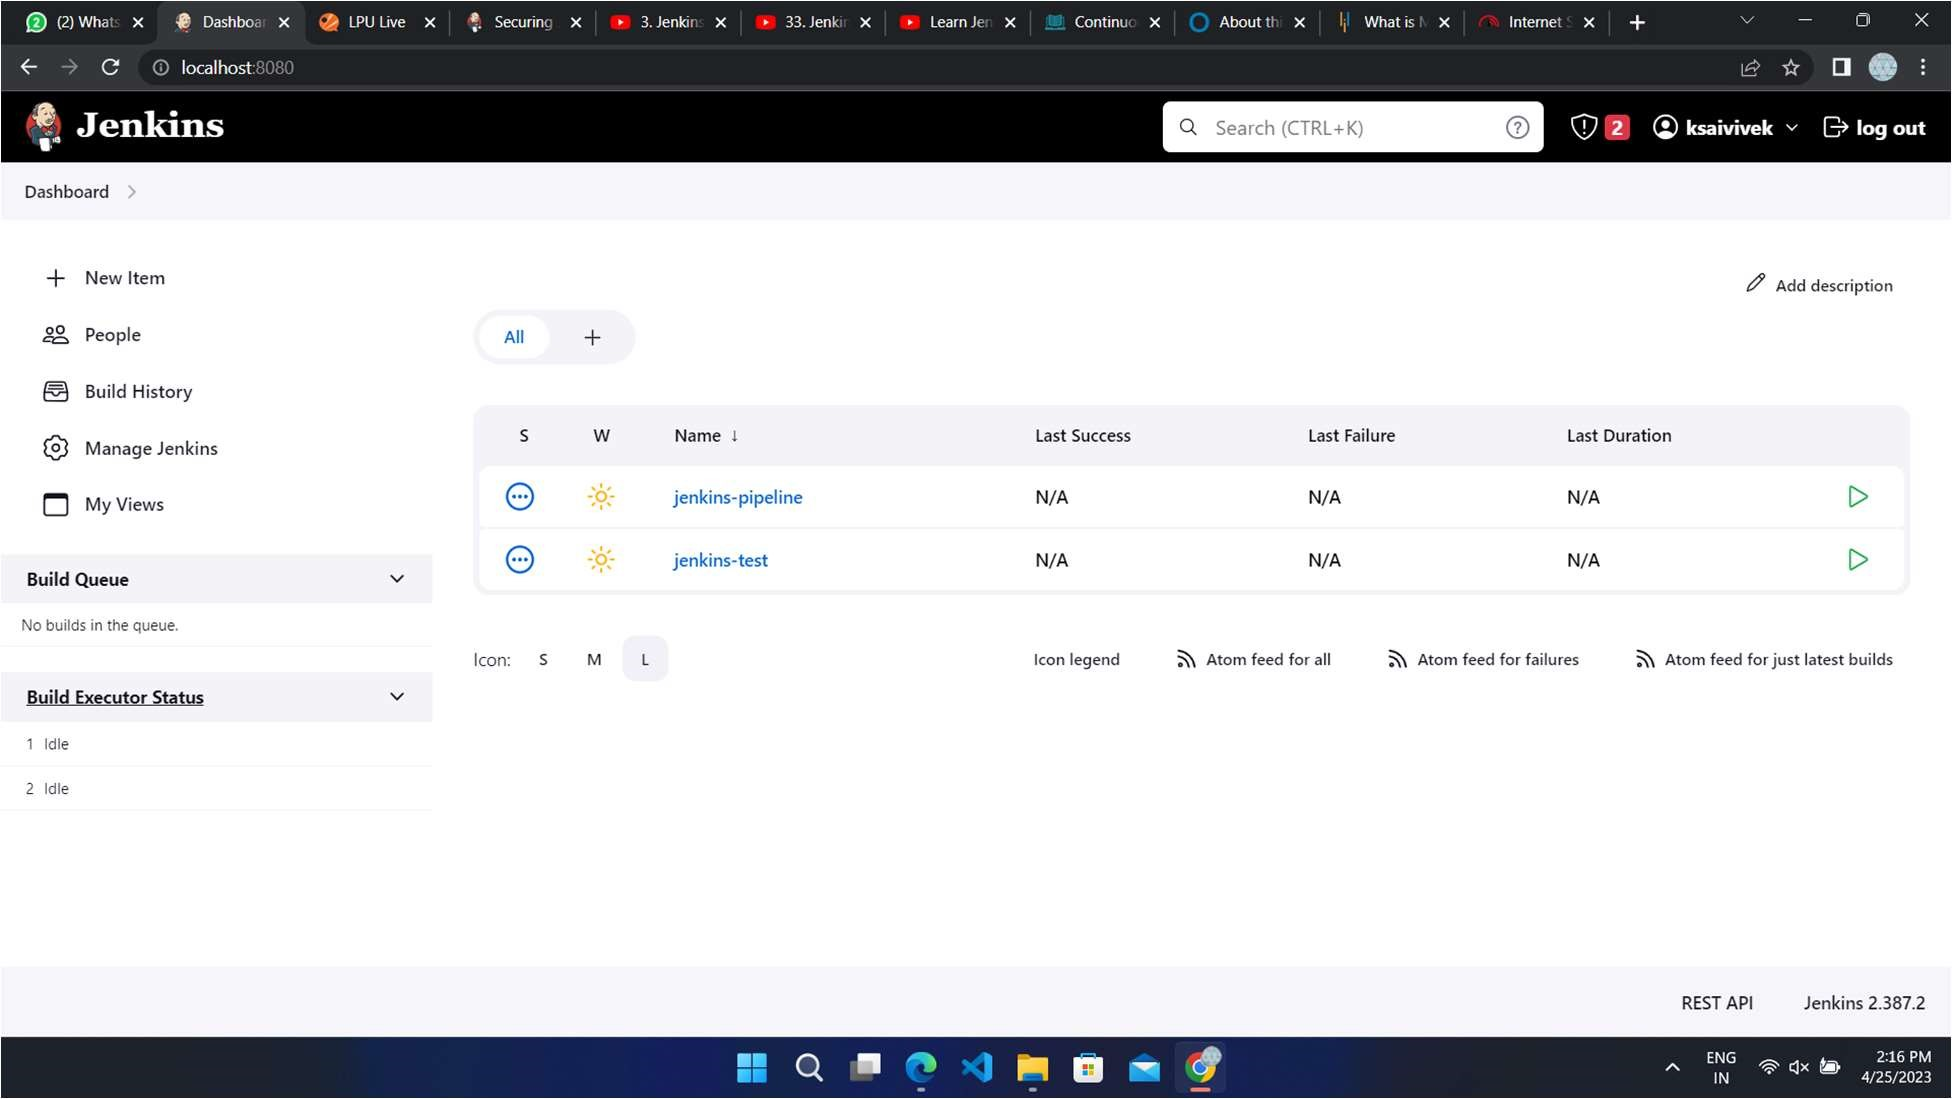 2 (2) Whats
Dashboar
LPU Live
Securing
3. Jenkins
33. Jenkin
Learn Jen
Continuo
About thi
What is M
Internet S
localhost:8080
Jenkins
Search (CTRL+K)
2
ksaivivek
log out
Dashboard
New Item
People
Build History
Manage Jenkins
My Views
Add description
All
S W Name ↓ Last Success Last Failure Last Duration
jenkins-pipeline N/A N/A N/A
jenkins-test N/A N/A N/A
Icon: S M L
Icon legend
Atom feed for all
Atom feed for failures
Atom feed for just latest builds
Build Queue
No builds in the queue.
Build Executor Status
1 Idle
2 Idle
REST API
Jenkins 2.387.2
ENG
IN
2:16 PM
4/25/2023